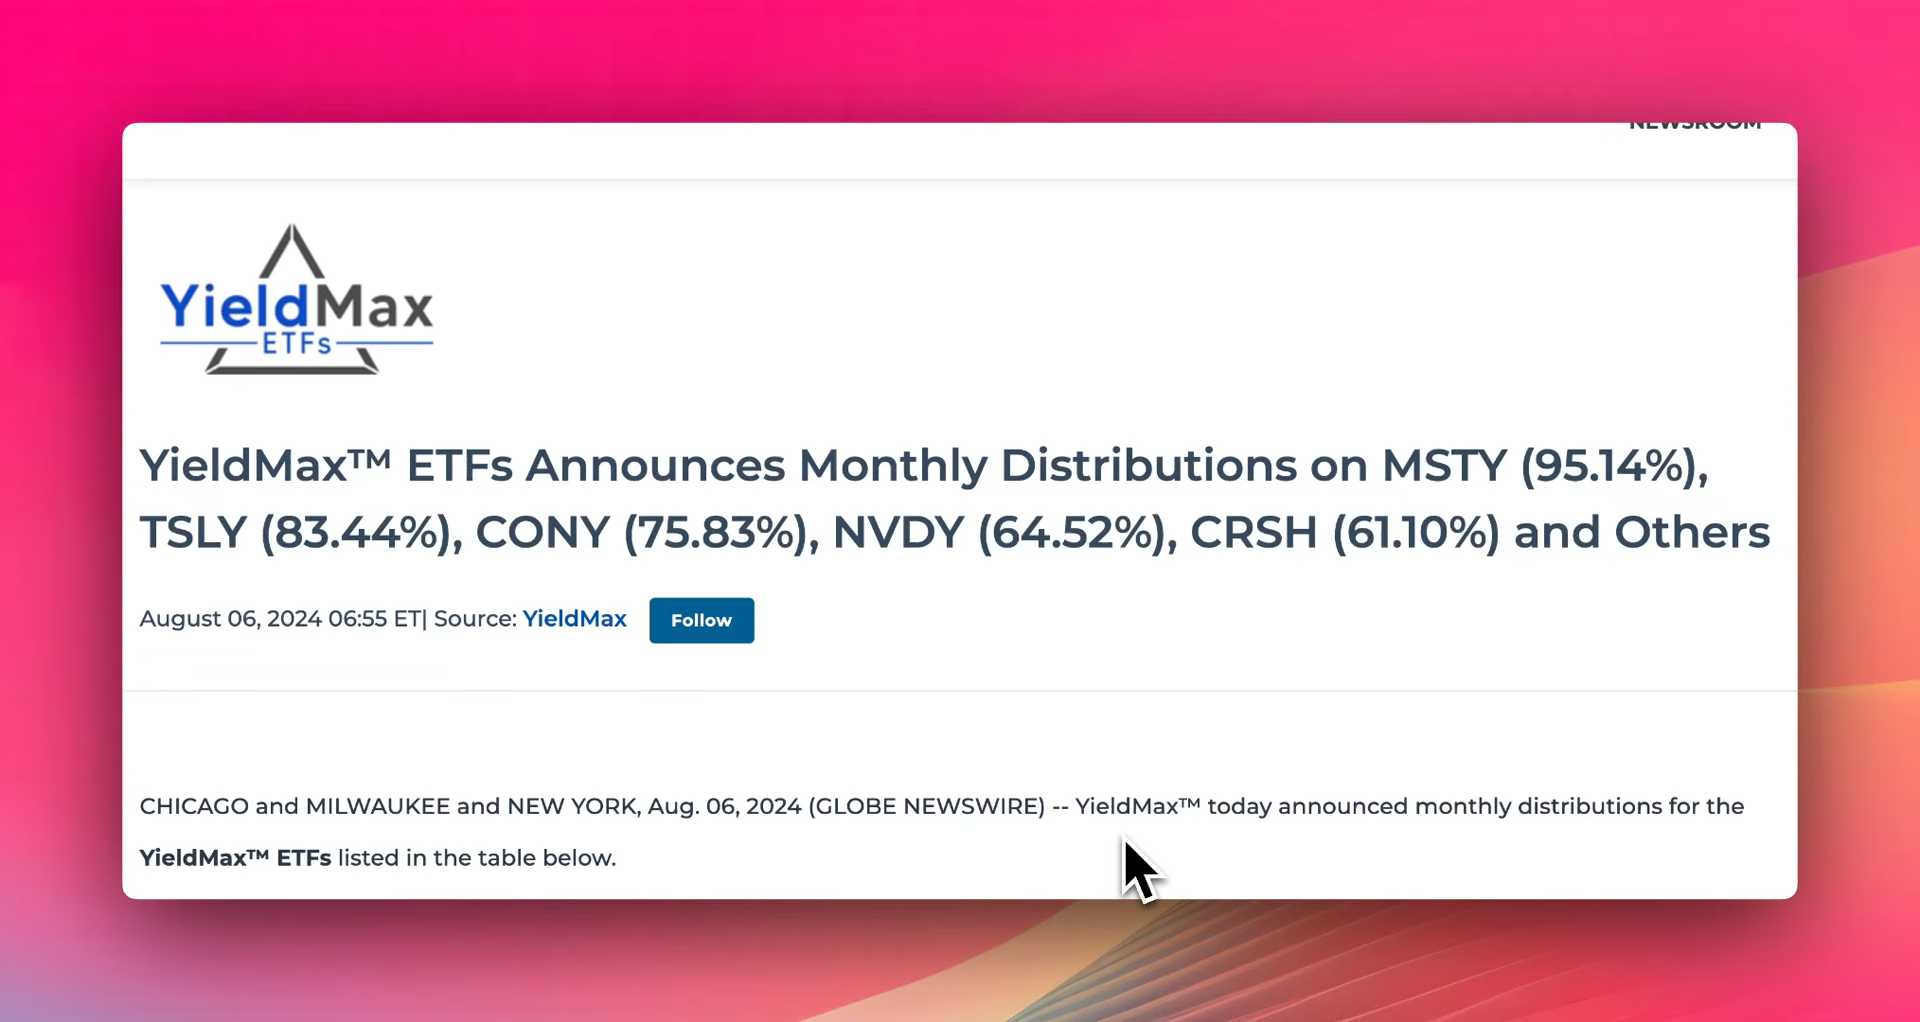 NEWSROOM
YieldMax
ETFs
YieldMax™ ETFs Announces Monthly Distributions on MSTY (95.14%),
TSLY (83.44%), CONY (75.83%), NVDY (64.52%), CRSH (61.10%) and Others
August 06, 2024 06:55 ET| Source: YieldMax
Follow
CHICAGO and MILWAUKEE and NEW YORK, Aug. 06, 2024 (GLOBE NEWSWIRE) -- YieldMax™ today announced monthly distributions for the
YieldMax™ ETFs listed in the table below.